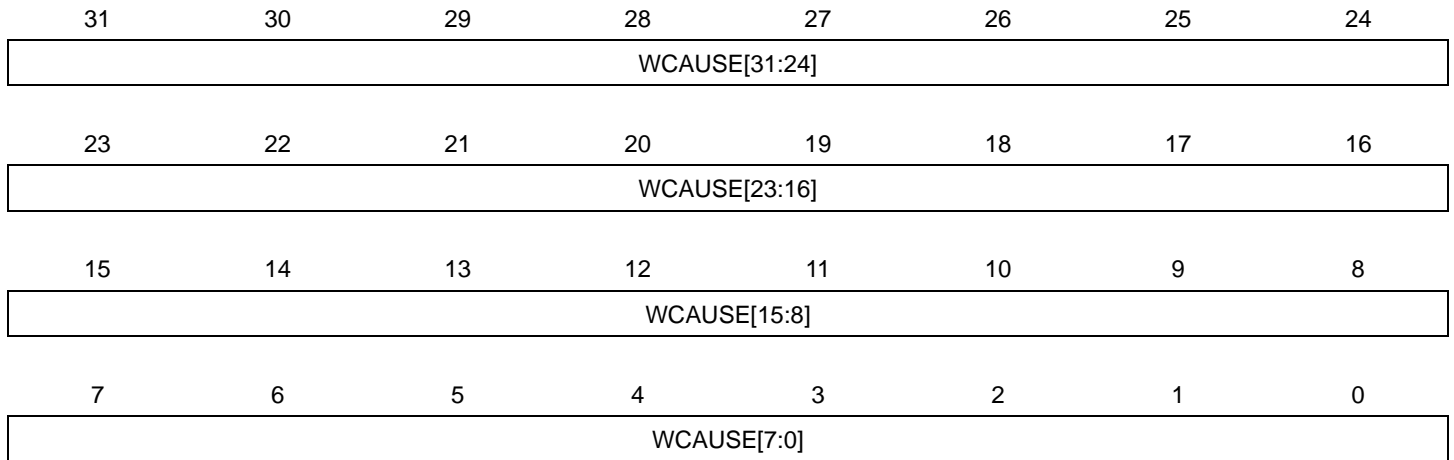 31 30 29 28 27 26 25 24
WCAUSE[31:24]
23 22 21 20 19 18 17 16
WCAUSE[23:16]
15 14 13 12 11 10 9 8
WCAUSE[15:8]
7 6 5 4 3 2 1 0
WCAUSE[7:0]